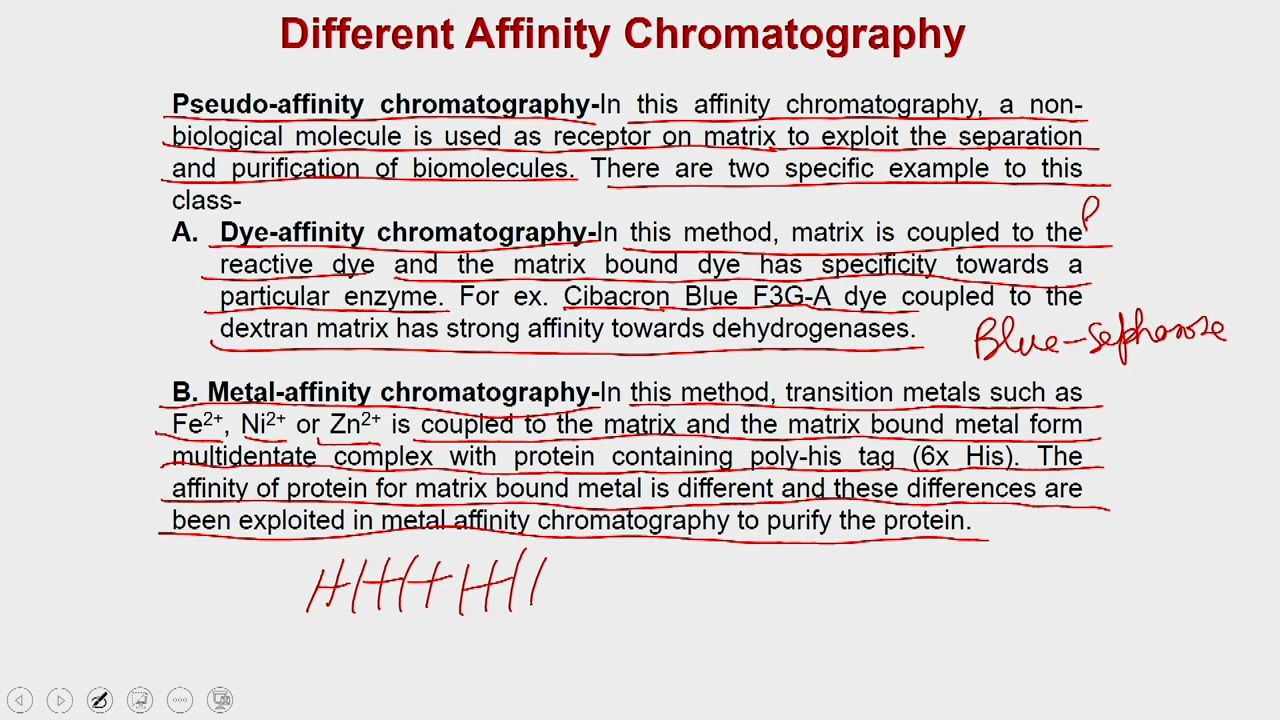 Different Affinity Chromatography
Pseudo-affinity chromatography-In this affinity chromatography, a non-
biological molecule is used as receptor on matrix to exploit the separation
and purification of biomolecules. There are two specific example to this
class-
A. Dye-affinity chromatography-In this method, matrix is coupled to the
reactive dye and the matrix bound dye has specificity towards a
particular enzyme. For ex. Cibacron Blue F3G-A dye coupled to the
dextran matrix has strong affinity towards dehydrogenases.
Blue-Sepharose
B. Metal-affinity chromatography-In this method, transition metals such as
Fe²⁺, Ni²⁺ or Zn²⁺ is coupled to the matrix and the matrix bound metal form
multidentate complex with protein containing poly-his tag (6x His). The
affinity of protein for matrix bound metal is different and these differences are
been exploited in metal affinity chromatography to purify the protein.
HHHHH